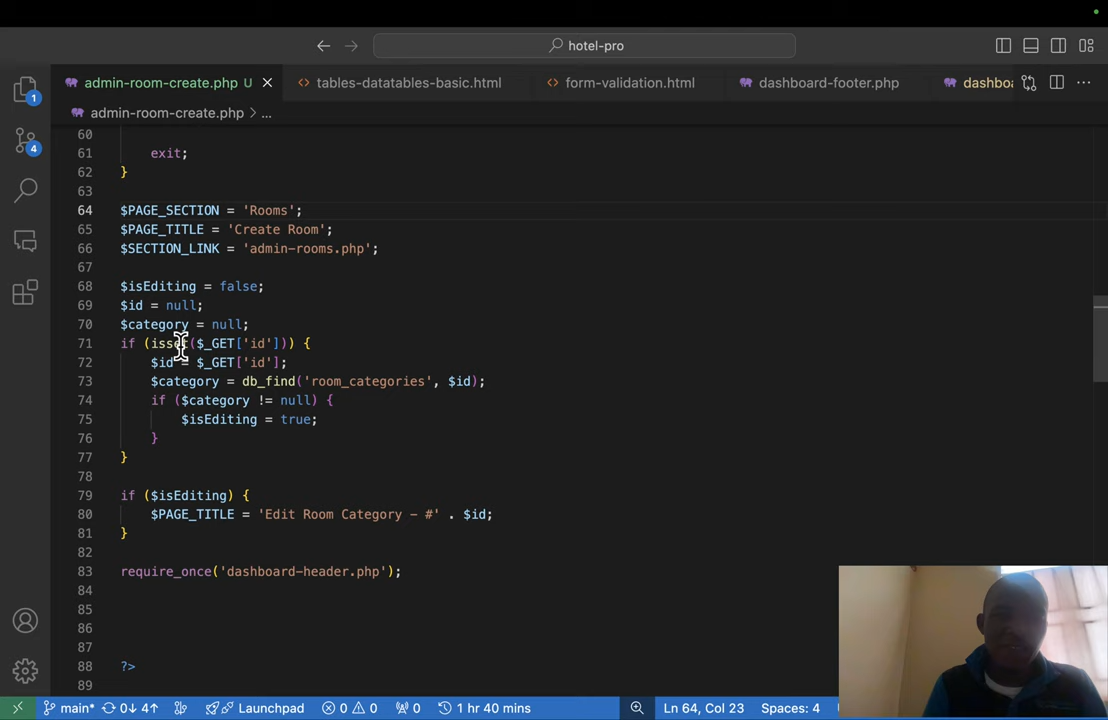 hotel-pro
admin-room-create.php U
tables-datatables-basic.html
form-validation.html
dashboard-footer.php
dashboa
1
admin-room-create.php > ...
4
60
61 exit;
62 }
63
64 $PAGE_SECTION = 'Rooms';
65 $PAGE_TITLE = 'Create Room';
66 $SECTION_LINK = 'admin-rooms.php';
67
68 $isEditing = false;
69 $id = null;
70 $category = null;
71 if (isset($_GET['id'])) {
72 $id = $_GET['id'];
73 $category = db_find('room_categories', $id);
74 if ($category != null) {
75 $isEditing = true;
76 }
77 }
78
79 if ($isEditing) {
80 $PAGE_TITLE = 'Edit Room Category - #' . $id;
81 }
82
83 require_once('dashboard-header.php');
84
85
86
87
88 ?>
89
main* 0↓ 4↑ Launchpad 0 0 0 1 hr 40 mins Ln 64, Col 23 Spaces: 4